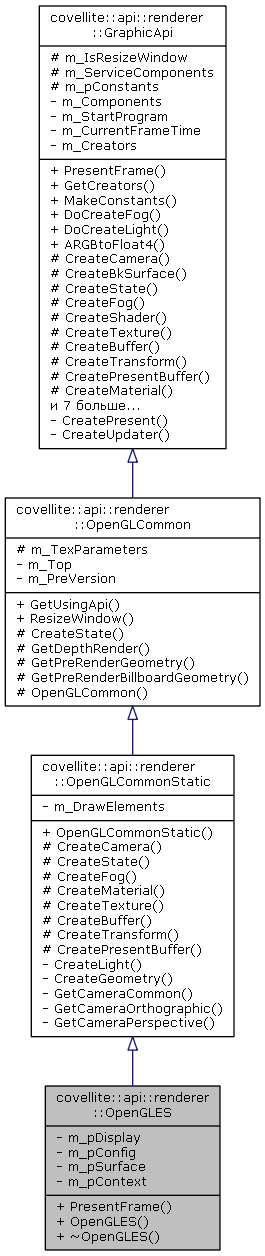 covellite::api::renderer
::GraphicApi
# m_IsResizeWindow
# m_ServiceComponents
# m_pConstants
- m_Components
- m_StartProgram
- m_CurrentFrameTime
- m_Creators
+ PresentFrame()
+ GetCreators()
+ MakeConstants()
+ DoCreateFog()
+ DoCreateLight()
+ ARGBtoFloat4()
# CreateCamera()
# CreateBkSurface()
# CreateState()
# CreateFog()
# CreateShader()
# CreateTexture()
# CreateBuffer()
# CreateTransform()
# CreatePresentBuffer()
# CreateMaterial()
и 7 больше...
- CreatePresent()
- CreateUpdater()
covellite::api::renderer
::OpenGLCommon
# m_TexParameters
- m_Top
- m_PreVersion
+ GetUsingApi()
+ ResizeWindow()
# CreateState()
# GetDepthRender()
# GetPreRenderGeometry()
# GetPreRenderBillboardGeometry()
# OpenGLCommon()
covellite::api::renderer
::OpenGLCommonStatic
- m_DrawElements
+ OpenGLCommonStatic()
# CreateCamera()
# CreateState()
# CreateFog()
# CreateMaterial()
# CreateTexture()
# CreateBuffer()
# CreateTransform()
# CreatePresentBuffer()
- CreateLight()
- CreateGeometry()
- GetCameraCommon()
- GetCameraOrthographic()
- GetCameraPerspective()
covellite::api::renderer
::OpenGLES
- m_pDisplay
- m_pConfig
- m_pSurface
- m_pContext
+ PresentFrame()
+ OpenGLES()
+ ~OpenGLES()